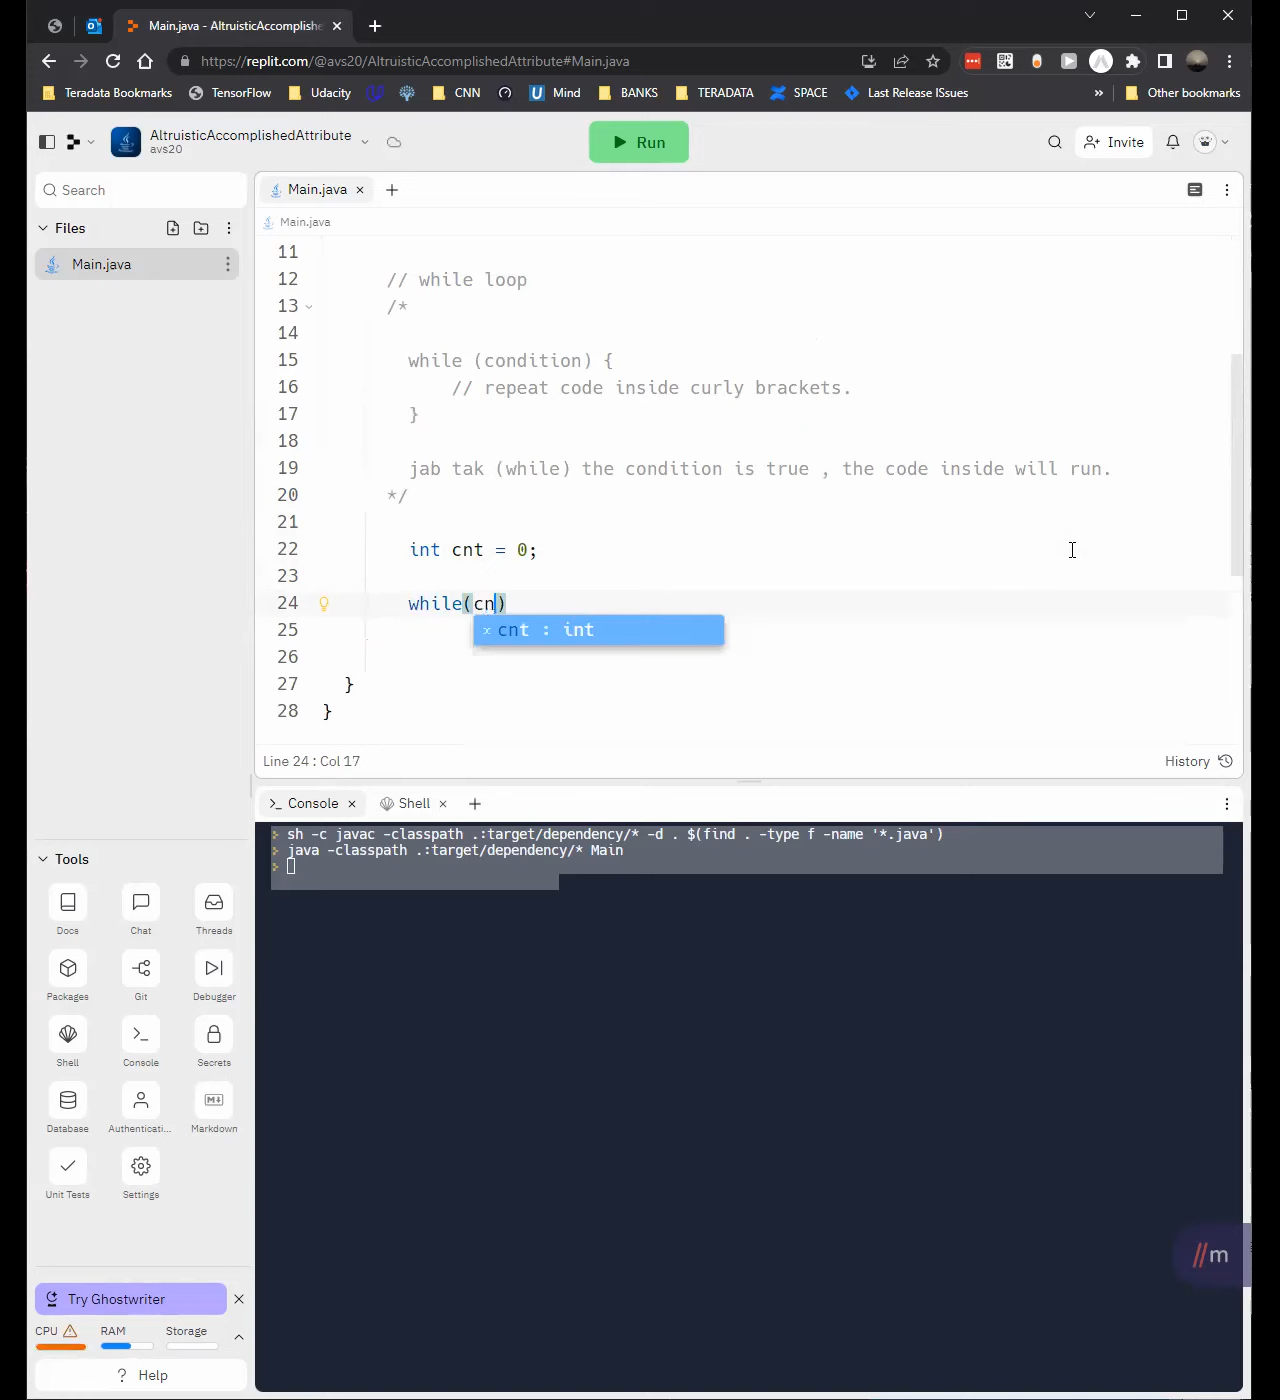 Main.java - AltruisticAccomplishe
https://replit.com/@avs20/AltruisticAccomplishedAttribute#Main.java
Teradata Bookmarks TensorFlow Udacity CNN Mind BANKS TERADATA SPACE Last Release ISsues » Other bookmarks
AltruisticAccomplishedAttribute
avs20
Run
Invite
Search
Main.java
Files
Main.java
Main.java
11
12 // while loop
13 /*
14
15 while (condition) {
16 // repeat code inside curly brackets.
17 }
18
19 jab tak (while) the condition is true , the code inside will run.
20 */
21
22 int cnt = 0;
23
24 while(cn)
cnt : int
25
26
27 }
28 }
Line 24 : Col 17
History
Console
Shell
sh -c javac -classpath .:target/dependency/* -d . $(find . -type f -name '*.java')
java -classpath .:target/dependency/* Main
Tools
Docs Chat Threads
Packages Git Debugger
Shell Console Secrets
Database Authenticati... Markdown
Unit Tests Settings
//m
Try Ghostwriter
CPU RAM Storage
? Help